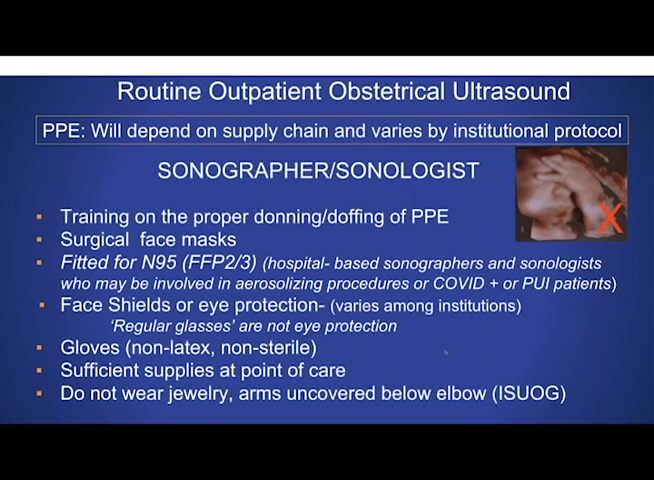 Routine Outpatient Obstetrical Ultrasound
PPE: Will depend on supply chain and varies by institutional protocol
SONOGRAPHER/SONOLOGIST
▪ Training on the proper donning/doffing of PPE
▪ Surgical face masks
▪ Fitted for N95 (FFP2/3) (hospital- based sonographers and sonologists
who may be involved in aerosolizing procedures or COVID + or PUI patients)
▪ Face Shields or eye protection- (varies among institutions)
‘Regular glasses’ are not eye protection
▪ Gloves (non-latex, non-sterile)
▪ Sufficient supplies at point of care
▪ Do not wear jewelry, arms uncovered below elbow (ISUOG)
X